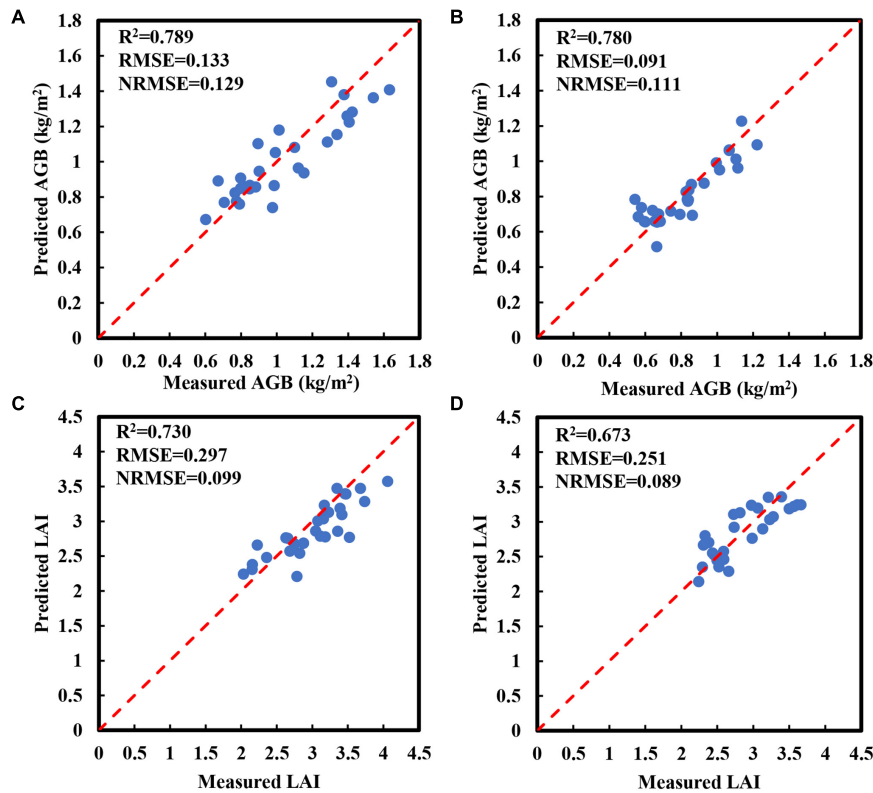 A
R²=0.789
RMSE=0.133
NRMSE=0.129
Predicted AGB (kg/m²)
1.8
1.6
1.4
1.2
1
0.8
0.6
0.4
0.2
0
0 0.2 0.4 0.6 0.8 1 1.2 1.4 1.6 1.8
Measured AGB (kg/m²)
B
R²=0.780
RMSE=0.091
NRMSE=0.111
Predicted AGB (kg/m²)
1.8
1.6
1.4
1.2
1
0.8
0.6
0.4
0.2
0
0 0.2 0.4 0.6 0.8 1 1.2 1.4 1.6 1.8
Measured AGB (kg/m²)
C
R²=0.730
RMSE=0.297
NRMSE=0.099
Predicted LAI
4.5
4
3.5
3
2.5
2
1.5
1
0.5
0
0 0.5 1 1.5 2 2.5 3 3.5 4 4.5
Measured LAI
D
R²=0.673
RMSE=0.251
NRMSE=0.089
Predicted LAI
4.5
4
3.5
3
2.5
2
1.5
1
0.5
0
0 0.5 1 1.5 2 2.5 3 3.5 4 4.5
Measured LAI